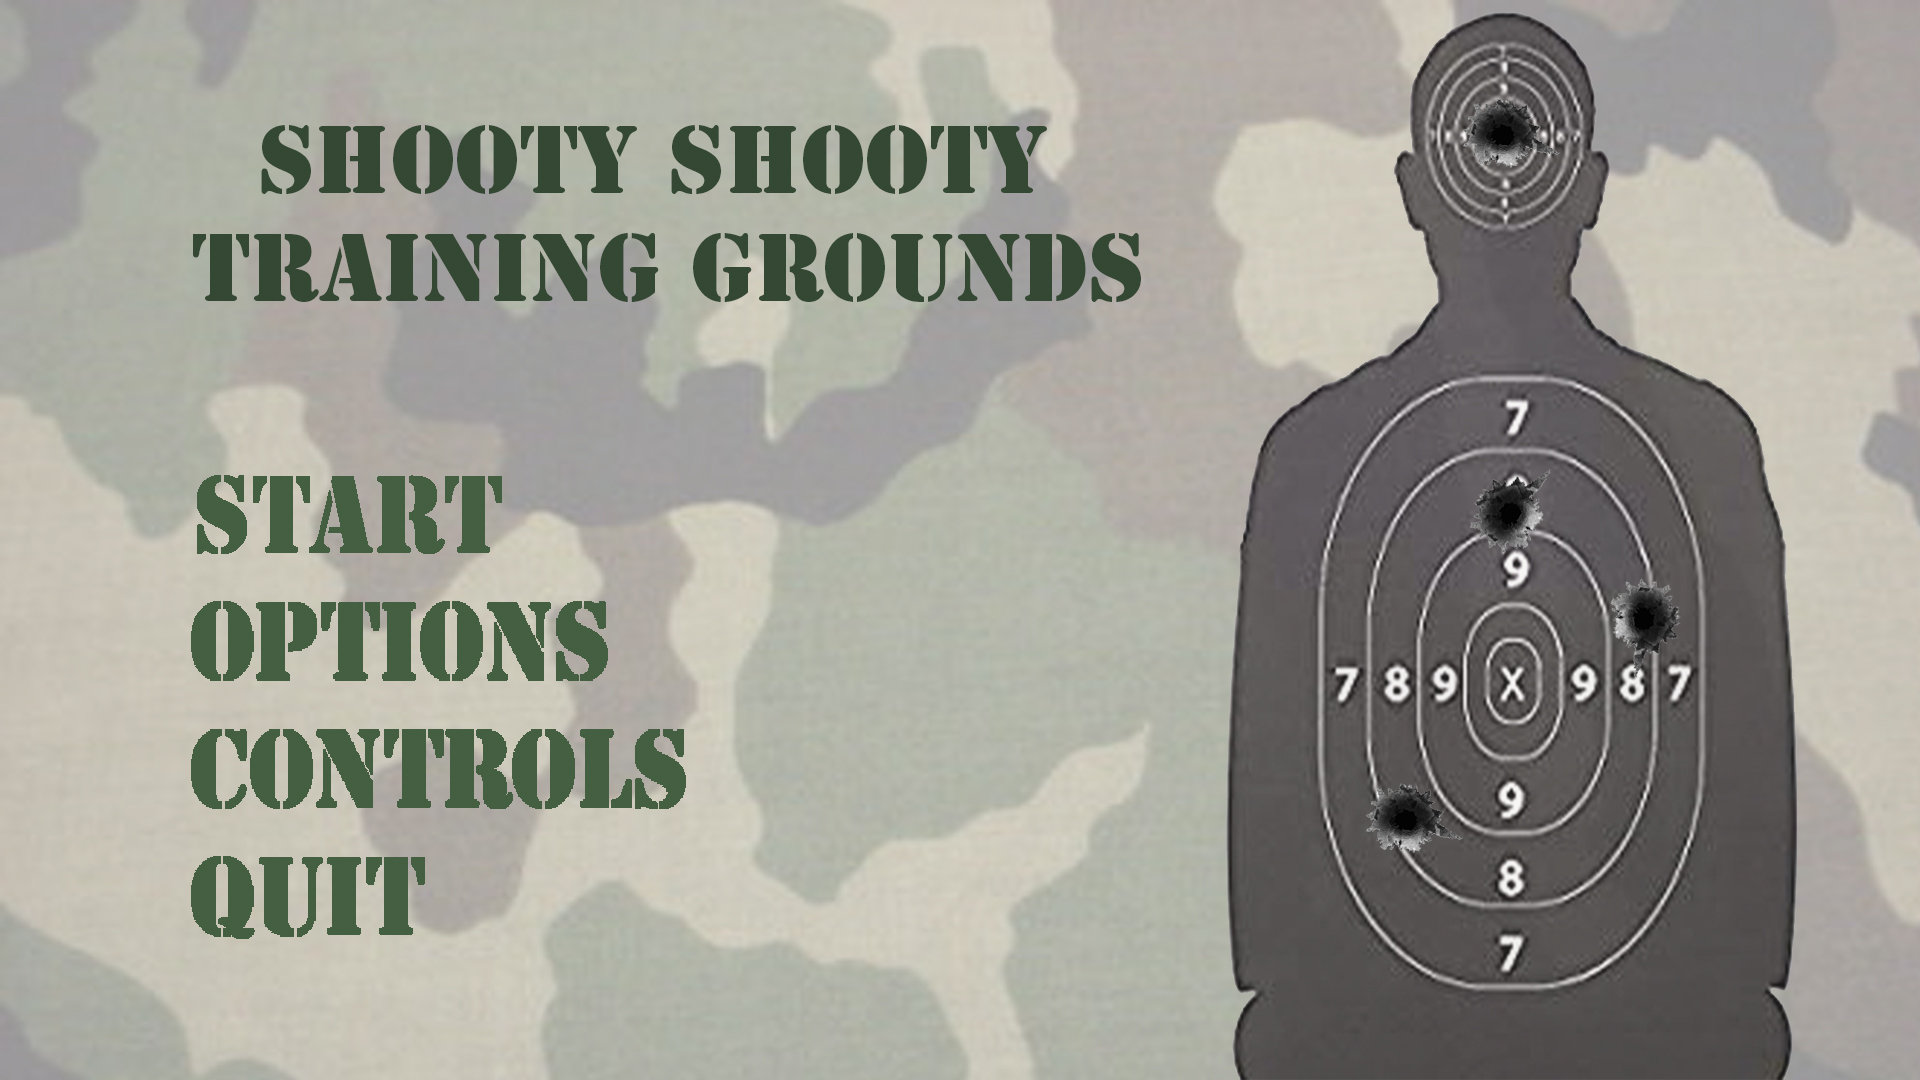 SHOOTY SHOOTY
TRAINING GROUNDS
START
OPTIONS
CONTROLS
QUIT
7
9
7 8 9 X 9 8 7
9
8
7